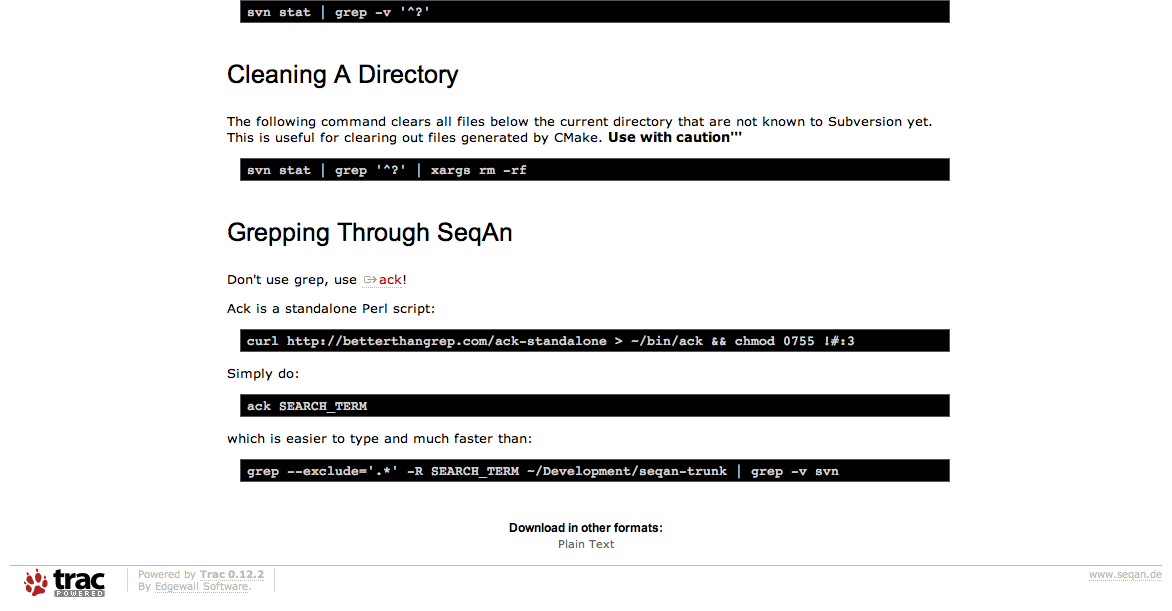 svn stat | grep -v '^?'
Cleaning A Directory
The following command clears all files below the current directory that are not known to Subversion yet.
This is useful for clearing out files generated by CMake. Use with caution'''
svn stat | grep '^?' | xargs rm -rf
Grepping Through SeqAn
Don't use grep, use ack!
Ack is a standalone Perl script:
curl http://betterthangrep.com/ack-standalone > ~/bin/ack && chmod 0755 !#:3
Simply do:
ack SEARCH_TERM
which is easier to type and much faster than:
grep --exclude='.*' -R SEARCH_TERM ~/Development/seqan-trunk | grep -v svn
Download in other formats:
Plain Text
trac
POWERED
Powered by Trac 0.12.2
By Edgewall Software.
www.seqan.de